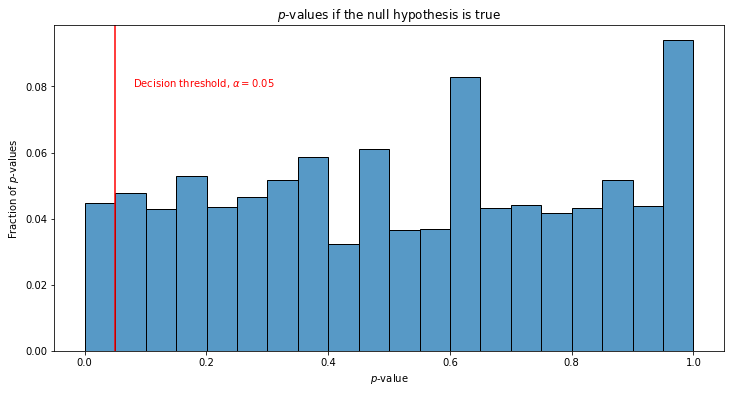 p-values if the null hypothesis is true
Decision threshold, α = 0.05
Fraction of p-values
0.08
0.06
0.04
0.02
0.00
0.0 0.2 0.4 0.6 0.8 1.0
p-value